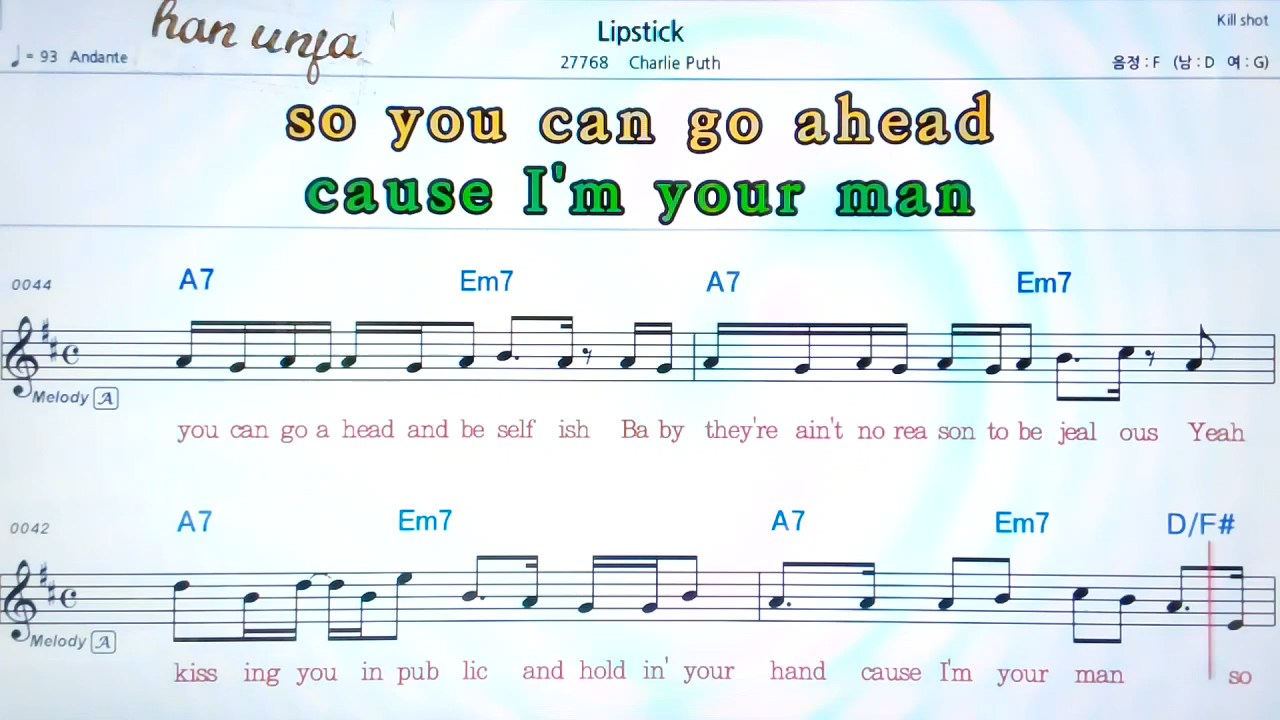 han unfa
Lipstick
Kill shot
♩= 93 Andante
27768 Charlie Puth
음정 : F (남 : D 여 : G)
so you can go ahead
cause I'm your man
0044
A7 Em7 A7 Em7
Melody A
you can go a head and be self ish Ba by they're ain't no rea son to be jeal ous Yeah
0042
A7 Em7 A7 Em7 D/F#
Melody A
kiss ing you in pub lic and hold in' your hand cause I'm your man so